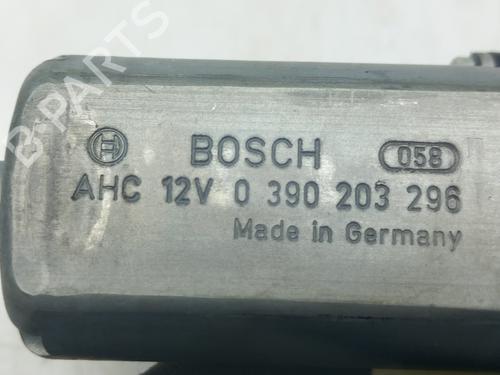 B-PARTS
BOSCH 058
AHC 12V 0 390 203 296
Made in Germany